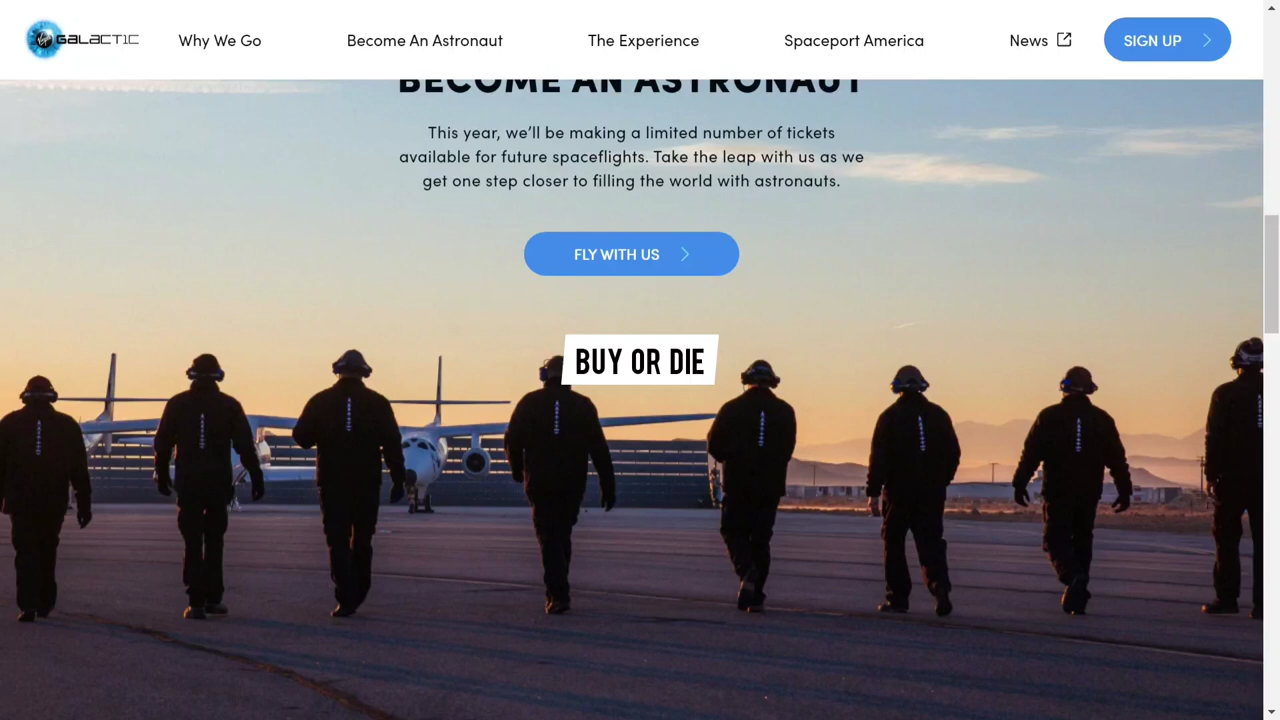 Virgin GALACTIC
Why We Go
Become An Astronaut
The Experience
Spaceport America
News
SIGN UP
BECOME AN ASTRONAUT
This year, we’ll be making a limited number of tickets
available for future spaceflights. Take the leap with us as we
get one step closer to filling the world with astronauts.
FLY WITH US
BUY OR DIE